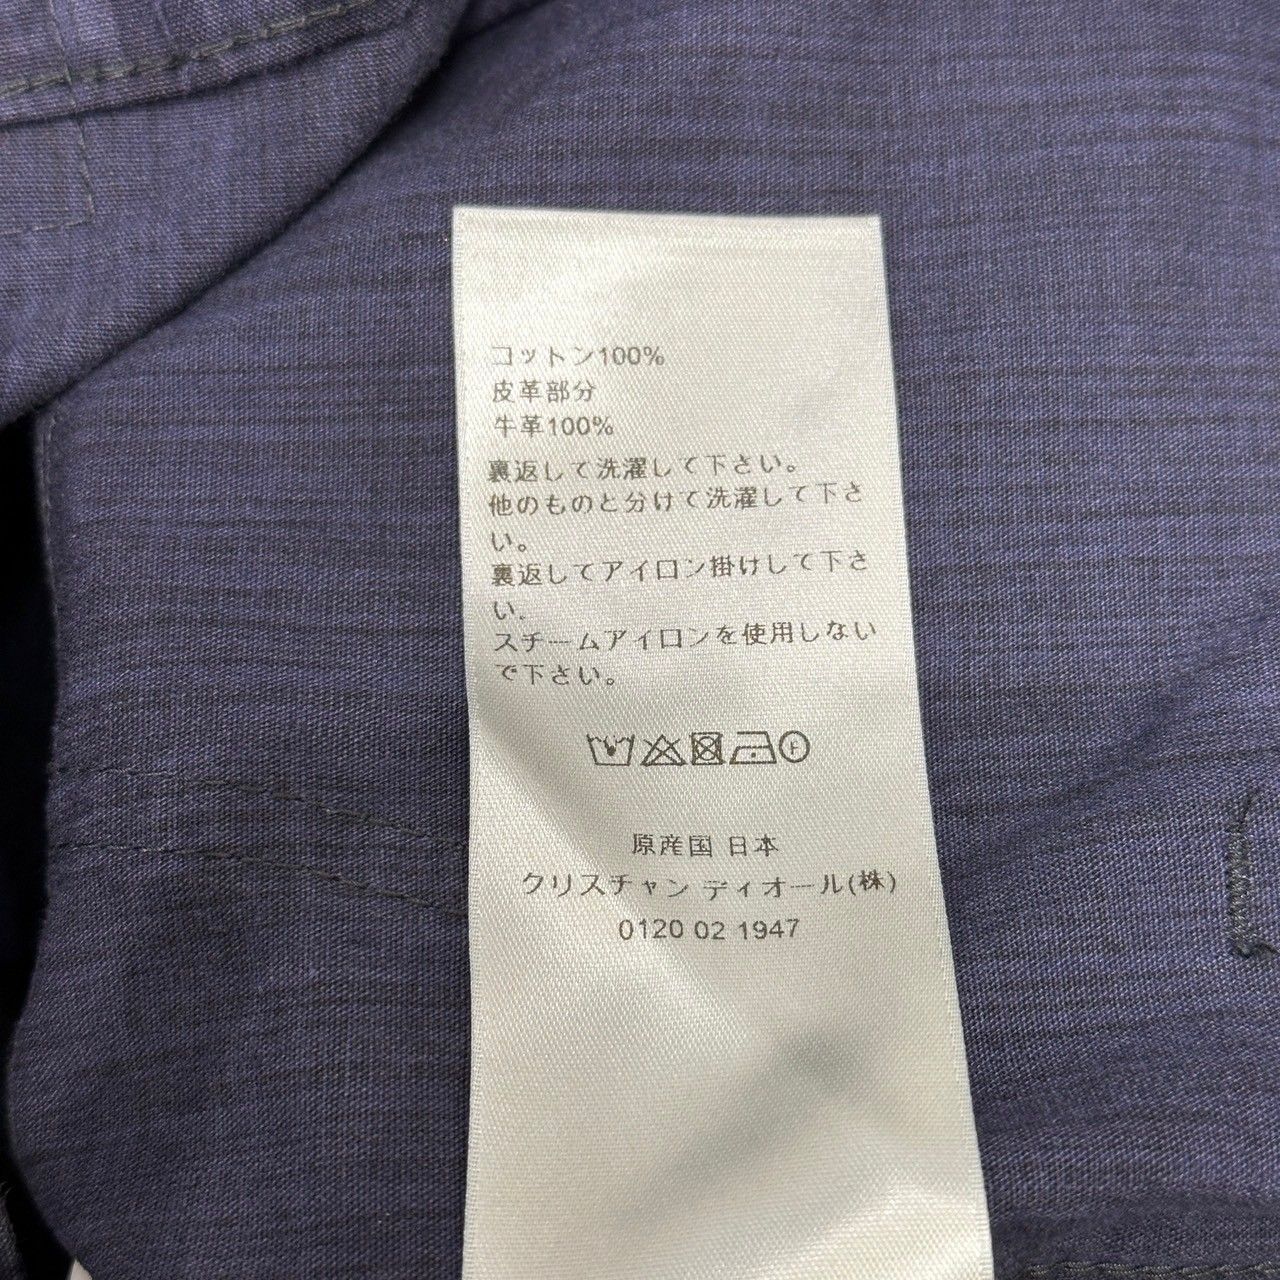 コットン100%
皮革部分
牛革100%
裏返して洗濯して下さい。
他のものと分けて洗濯して下さ
い。
裏返してアイロン掛けして下さ
い。
スチームアイロンを使用しない
で下さい。
F
原産国 日本
クリスチャン ディオール(株)
0120 02 1947